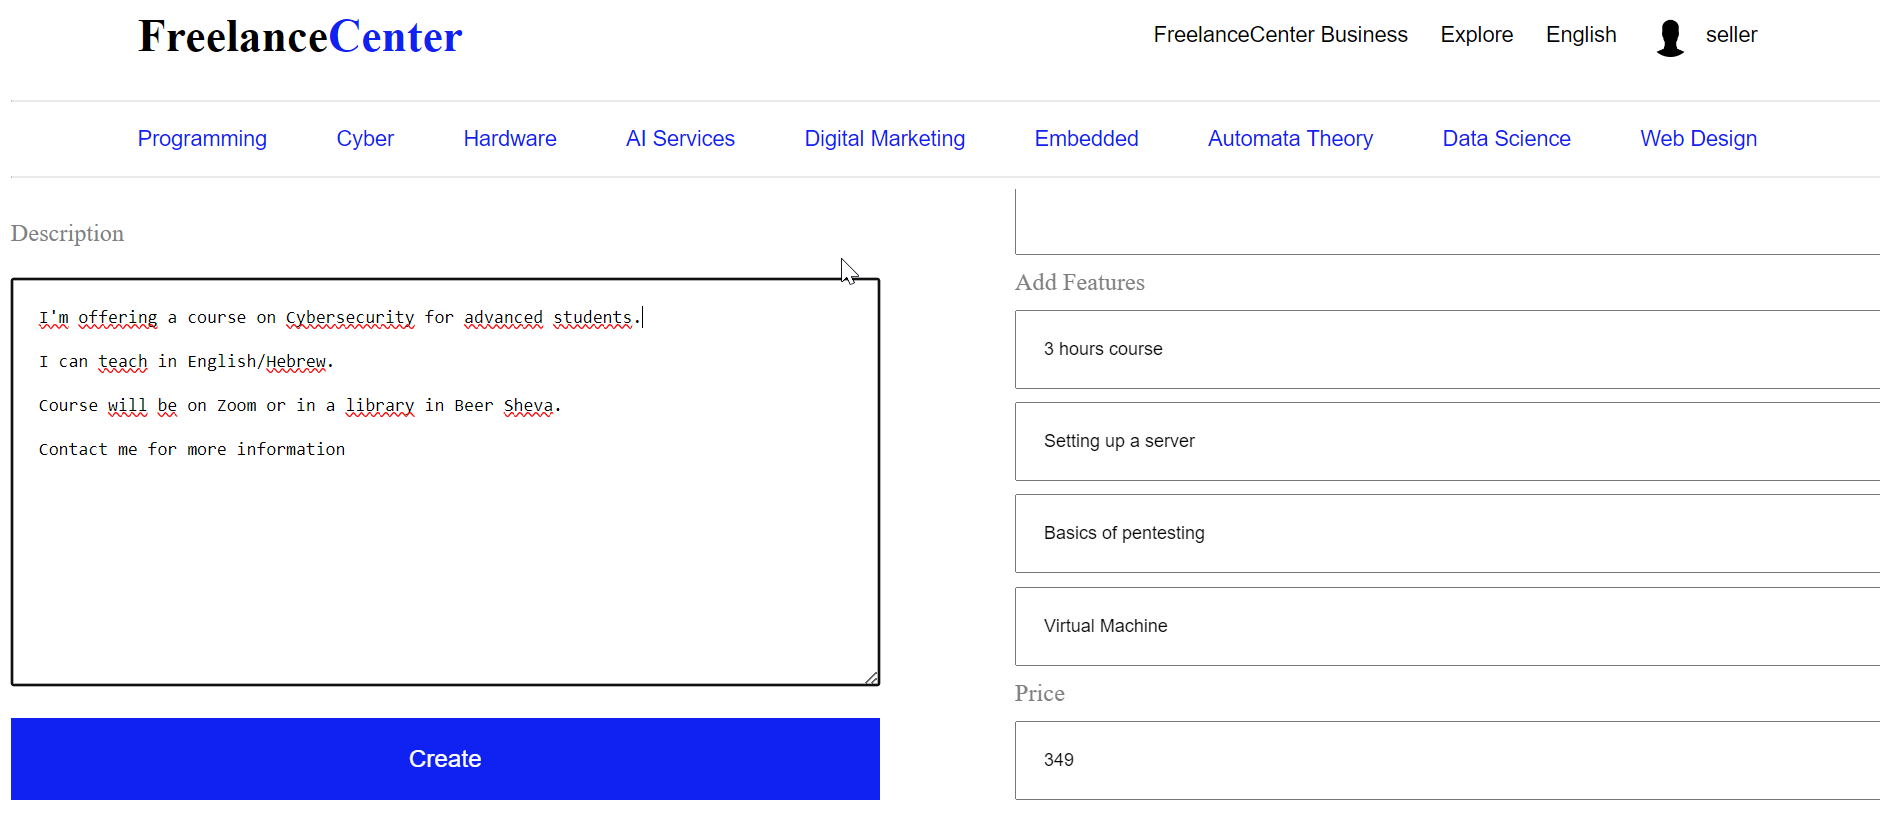 FreelanceCenter
FreelanceCenter Business Explore English seller
Programming Cyber Hardware AI Services Digital Marketing Embedded Automata Theory Data Science Web Design
Description
I'm offering a course on Cybersecurity for advanced students.
I can teach in English/Hebrew.
Course will be on Zoom or in a library in Beer Sheva.
Contact me for more information
Create
Add Features
3 hours course
Setting up a server
Basics of pentesting
Virtual Machine
Price
349